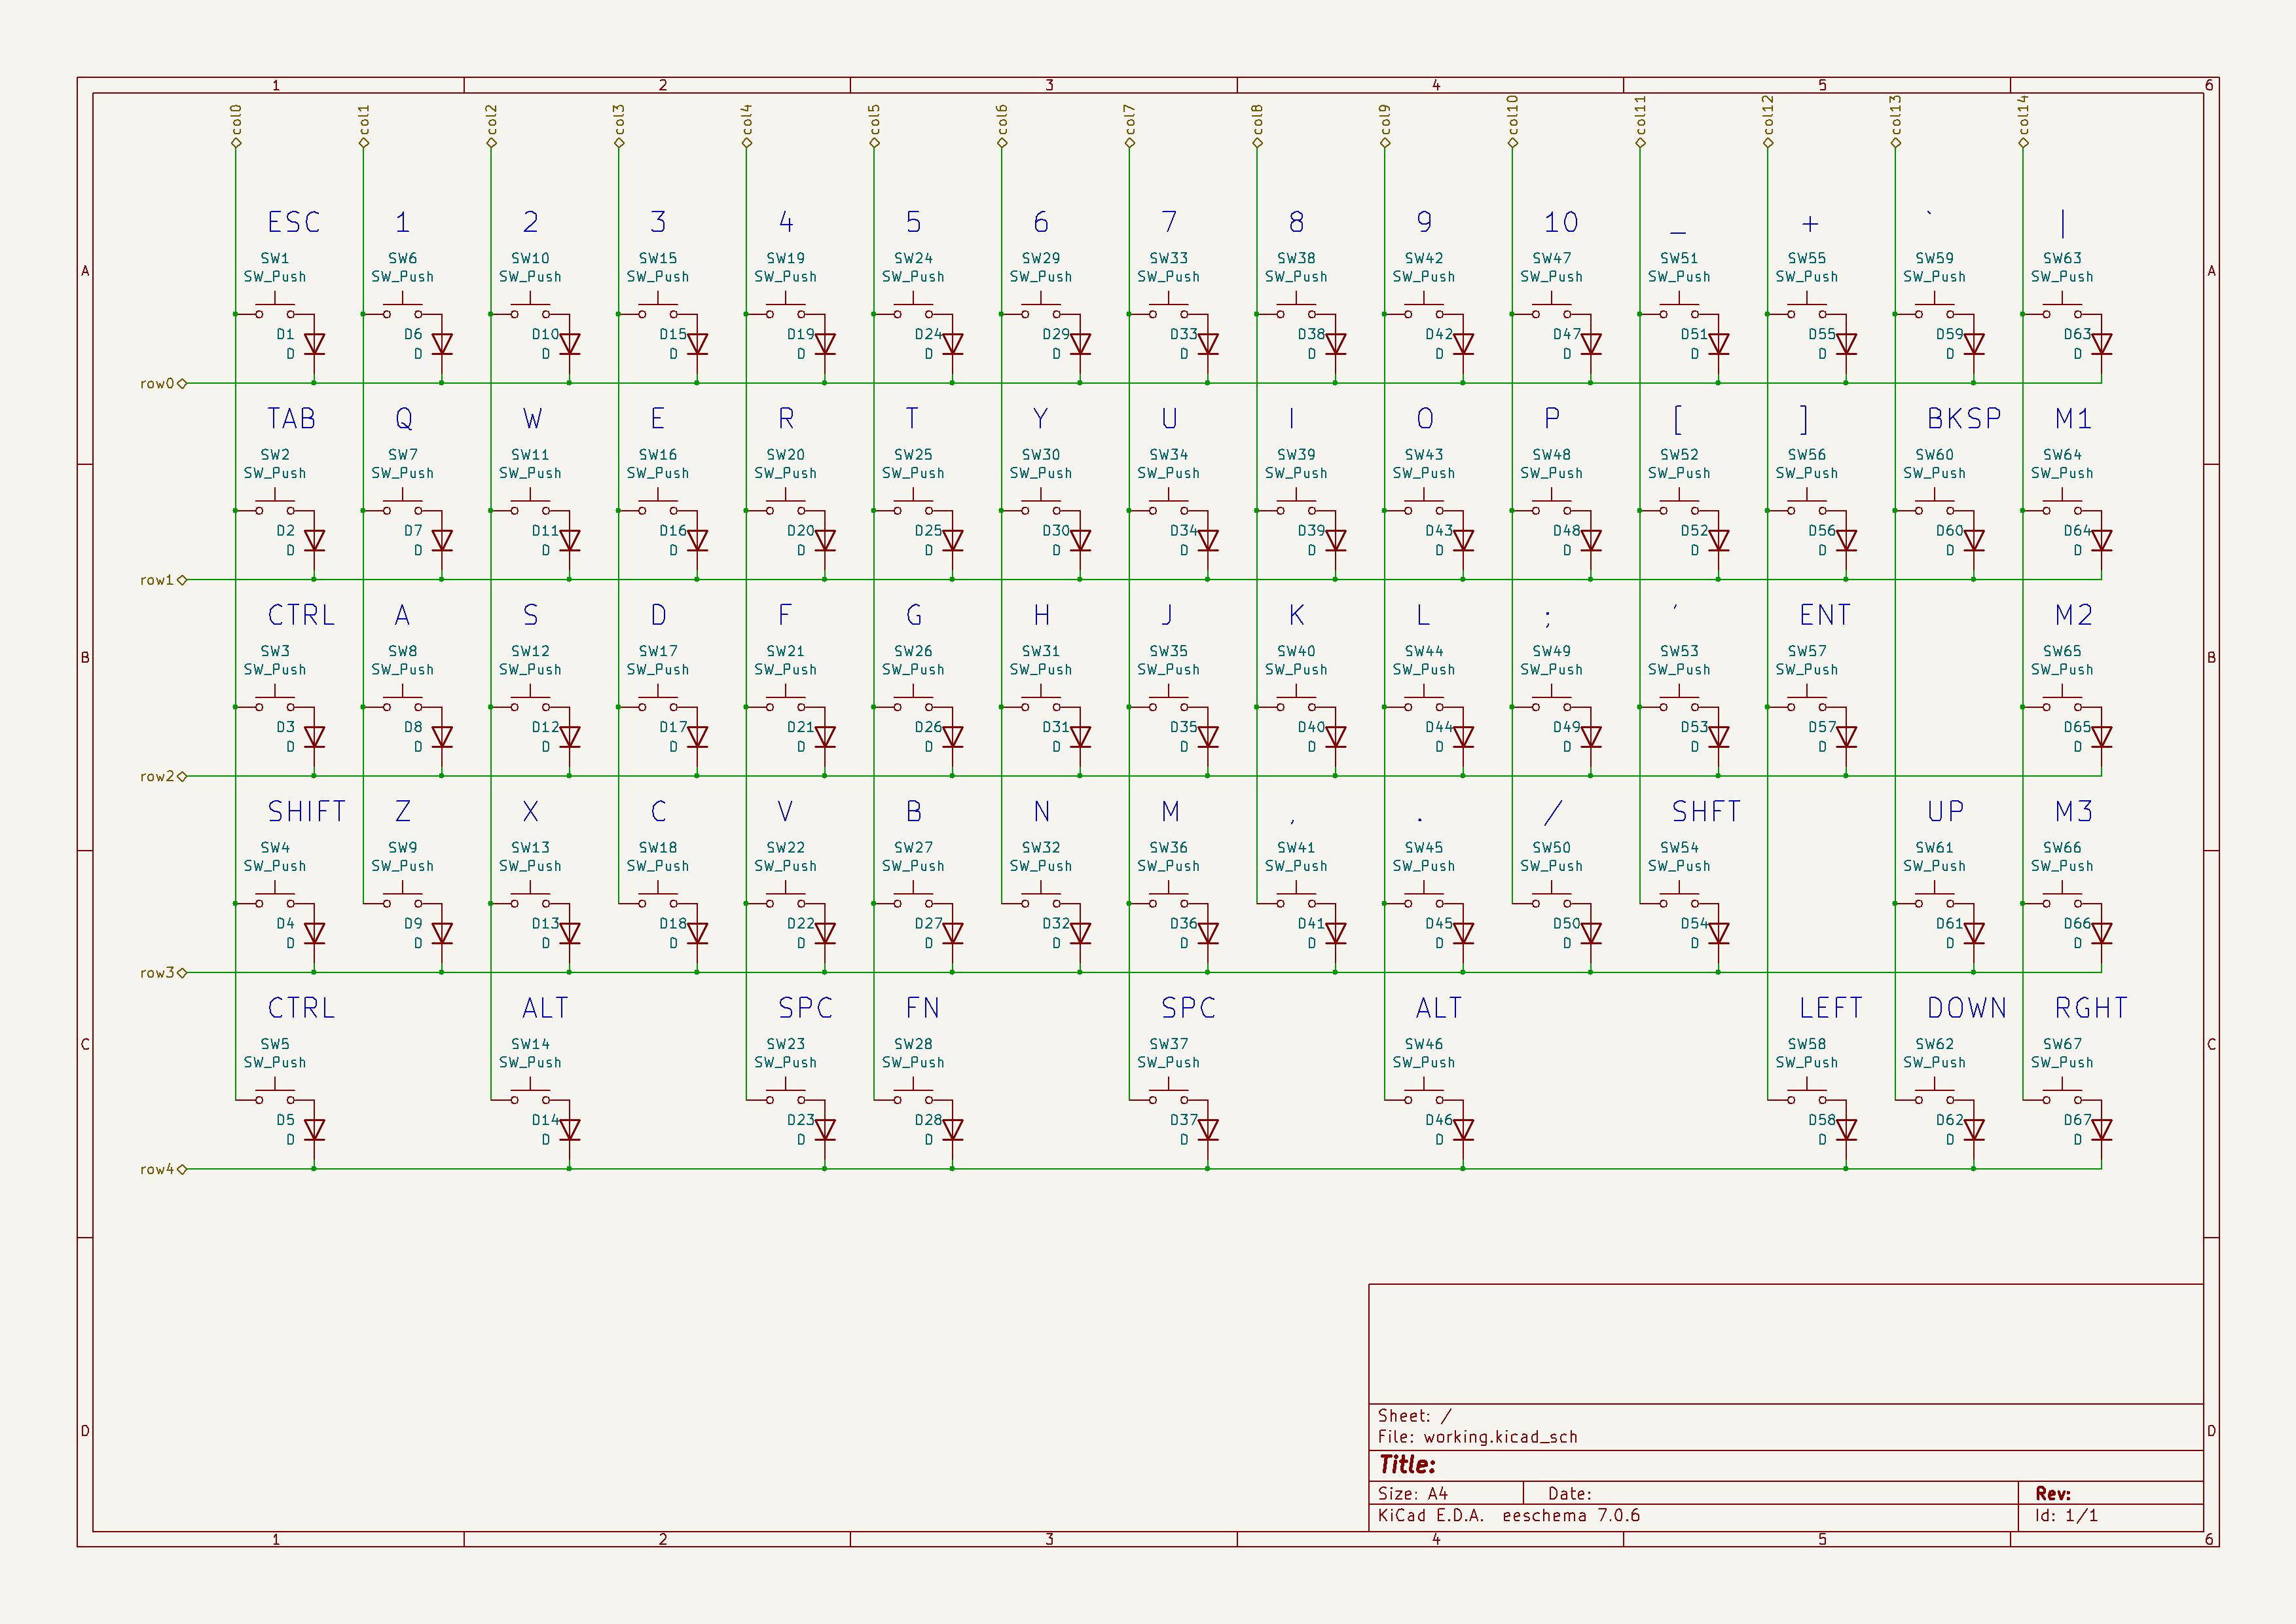 1 2 3 4 5 6
col0 col1 col2 col3 col4 col5 col6 col7 col8 col9 col10 col11 col12 col13 col14
ESC 1 2 3 4 5 6 7 8 9 10 _ + ` |
SW1 SW6 SW10 SW15 SW19 SW24 SW29 SW33 SW38 SW42 SW47 SW51 SW55 SW59 SW63
A SW_Push SW_Push SW_Push SW_Push SW_Push SW_Push SW_Push SW_Push SW_Push SW_Push SW_Push SW_Push SW_Push SW_Push SW_Push A
D1 D6 D10 D15 D19 D24 D29 D33 D38 D42 D47 D51 D55 D59 D63
D D D D D D D D D D D D D D D
row0
TAB Q W E R T Y U I O P [ ] BKSP M1
SW2 SW7 SW11 SW16 SW20 SW25 SW30 SW34 SW39 SW43 SW48 SW52 SW56 SW60 SW64
SW_Push SW_Push SW_Push SW_Push SW_Push SW_Push SW_Push SW_Push SW_Push SW_Push SW_Push SW_Push SW_Push SW_Push SW_Push
D2 D7 D11 D16 D20 D25 D30 D34 D39 D43 D48 D52 D56 D60 D64
D D D D D D D D D D D D D D D
row1
CTRL A S D F G H J K L ; ' ENT M2
B SW3 SW8 SW12 SW17 SW21 SW26 SW31 SW35 SW40 SW44 SW49 SW53 SW57 SW65 B
SW_Push SW_Push SW_Push SW_Push SW_Push SW_Push SW_Push SW_Push SW_Push SW_Push SW_Push SW_Push SW_Push SW_Push
D3 D8 D12 D17 D21 D26 D31 D35 D40 D44 D49 D53 D57 D65
D D D D D D D D D D D D D D
row2
SHIFT Z X C V B N M , . / SHFT UP M3
SW4 SW9 SW13 SW18 SW22 SW27 SW32 SW36 SW41 SW45 SW50 SW54 SW61 SW66
SW_Push SW_Push SW_Push SW_Push SW_Push SW_Push SW_Push SW_Push SW_Push SW_Push SW_Push SW_Push SW_Push SW_Push
D4 D9 D13 D18 D22 D27 D32 D36 D41 D45 D50 D54 D61 D66
D D D D D D D D D D D D D D
row3
CTRL ALT SPC FN SPC ALT LEFT DOWN RGHT
C SW5 SW14 SW23 SW28 SW37 SW46 SW58 SW62 SW67 C
SW_Push SW_Push SW_Push SW_Push SW_Push SW_Push SW_Push SW_Push SW_Push
D5 D14 D23 D28 D37 D46 D58 D62 D67
D D D D D D D D D
row4
Sheet: /
D D
File: working.kicad_sch
Title:
Size: A4 Date: Rev:
KiCad E.D.A. eeschema 7.0.6 Id: 1/1
1 2 3 4 5 6